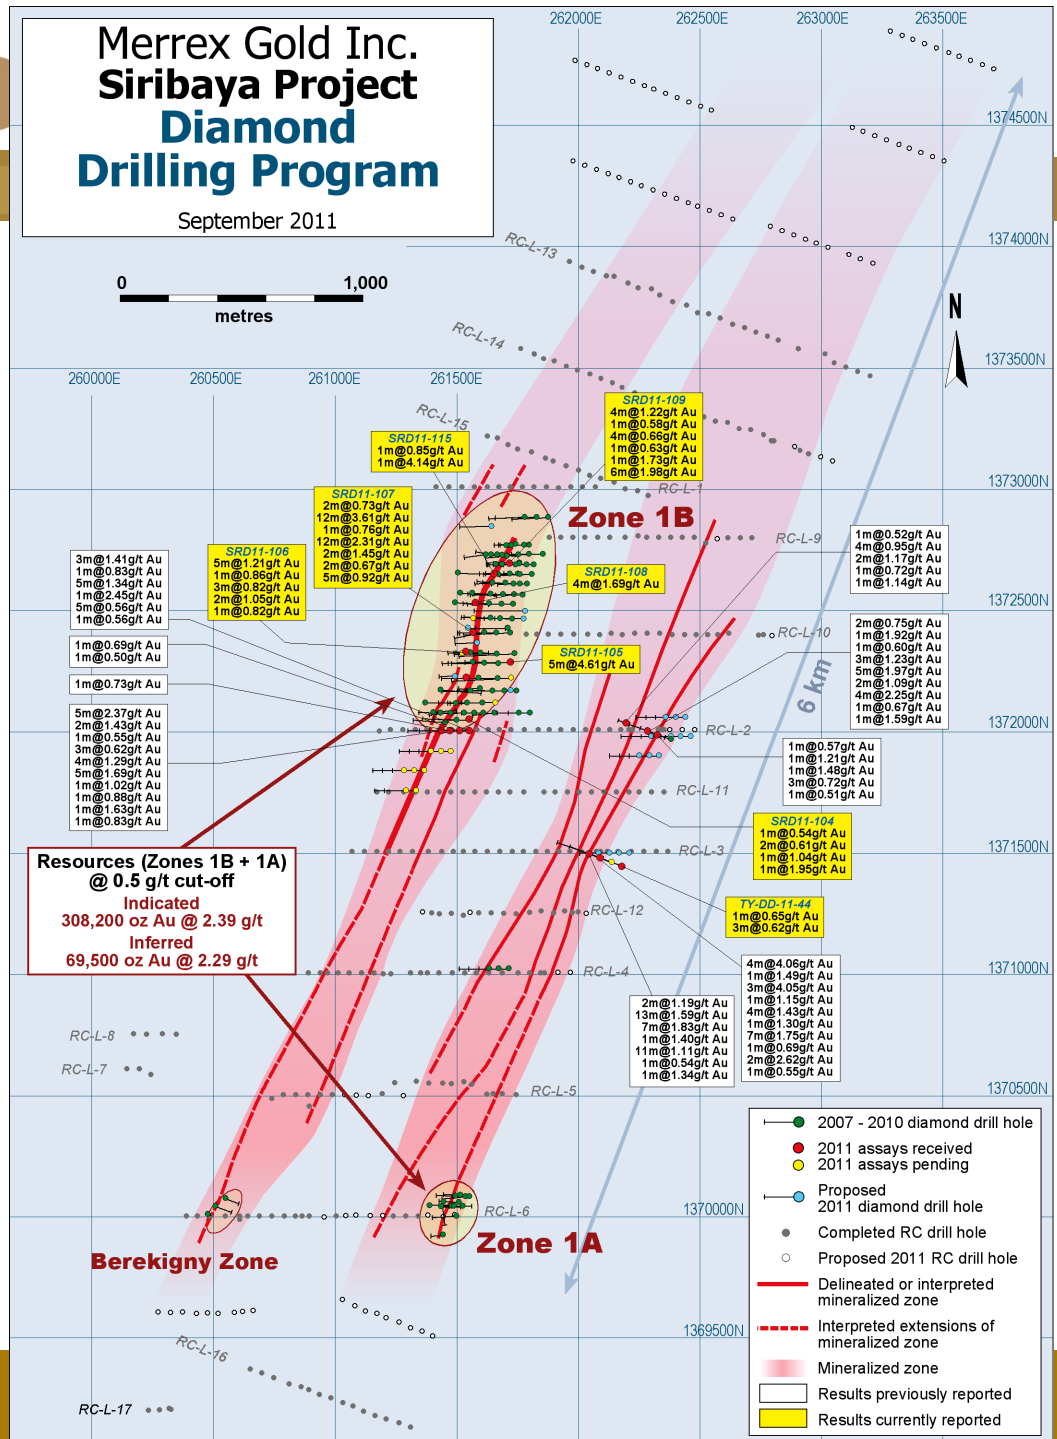 Merrex Gold Inc.
Siribaya Project
Diamond
Drilling Program
September 2011
262000E
262500E
263000E
263500E
1374500N
1374000N
1373500N
1373000N
1372500N
1372000N
1371500N
1371000N
1370500N
1370000N
1369500N
0
1,000
metres
N
260000E
260500E
261000E
261500E
RC-L-13
RC-L-14
RC-L-15
RC-L-1
RC-L-9
RC-L-10
RC-L-2
RC-L-11
RC-L-3
RC-L-12
RC-L-4
RC-L-8
RC-L-7
RC-L-5
RC-L-6
RC-L-16
RC-L-17
6 km
Zone 1B
Zone 1A
Berekigny Zone
SRD11-109
4m@1.22g/t Au
1m@0.58g/t Au
4m@0.66g/t Au
1m@0.63g/t Au
1m@1.73g/t Au
6m@1.98g/t Au
SRD11-115
1m@0.85g/t Au
1m@4.14g/t Au
SRD11-107
2m@0.73g/t Au
12m@3.61g/t Au
1m@0.76g/t Au
12m@2.31g/t Au
2m@1.45g/t Au
2m@0.67g/t Au
5m@0.92g/t Au
SRD11-106
5m@1.21g/t Au
1m@0.86g/t Au
3m@0.82g/t Au
2m@1.05g/t Au
1m@0.82g/t Au
SRD11-108
4m@1.69g/t Au
SRD11-105
5m@4.61g/t Au
3m@1.41g/t Au
1m@0.83g/t Au
5m@1.34g/t Au
1m@2.45g/t Au
5m@0.56g/t Au
1m@0.56g/t Au
1m@0.69g/t Au
1m@0.50g/t Au
1m@0.73g/t Au
5m@2.37g/t Au
2m@1.43g/t Au
1m@0.55g/t Au
3m@0.62g/t Au
4m@1.29g/t Au
5m@1.69g/t Au
1m@1.02g/t Au
1m@0.88g/t Au
1m@1.63g/t Au
1m@0.83g/t Au
1m@0.52g/t Au
4m@0.95g/t Au
2m@1.17g/t Au
1m@0.72g/t Au
1m@1.14g/t Au
2m@0.75g/t Au
1m@1.92g/t Au
1m@0.60g/t Au
3m@1.23g/t Au
5m@1.97g/t Au
2m@1.09g/t Au
4m@2.25g/t Au
1m@0.67g/t Au
1m@1.59g/t Au
1m@0.57g/t Au
1m@1.21g/t Au
1m@1.48g/t Au
3m@0.72g/t Au
1m@0.51g/t Au
SRD11-104
1m@0.54g/t Au
2m@0.61g/t Au
1m@1.04g/t Au
1m@1.95g/t Au
TY-DD-11-44
1m@0.65g/t Au
3m@0.62g/t Au
4m@4.06g/t Au
1m@1.49g/t Au
3m@4.05g/t Au
1m@1.15g/t Au
4m@1.43g/t Au
1m@1.30g/t Au
7m@1.75g/t Au
1m@0.69g/t Au
2m@2.62g/t Au
1m@0.55g/t Au
2m@1.19g/t Au
13m@1.59g/t Au
7m@1.83g/t Au
1m@1.40g/t Au
11m@1.11g/t Au
1m@0.54g/t Au
1m@1.34g/t Au
Resources (Zones 1B + 1A)
@ 0.5 g/t cut-off
Indicated
308,200 oz Au @ 2.39 g/t
Inferred
69,500 oz Au @ 2.29 g/t
2007 - 2010 diamond drill hole
2011 assays received
2011 assays pending
Proposed
2011 diamond drill hole
Completed RC drill hole
Proposed 2011 RC drill hole
Delineated or interpreted
mineralized zone
Interpreted extensions of
mineralized zone
Mineralized zone
Results previously reported
Results currently reported